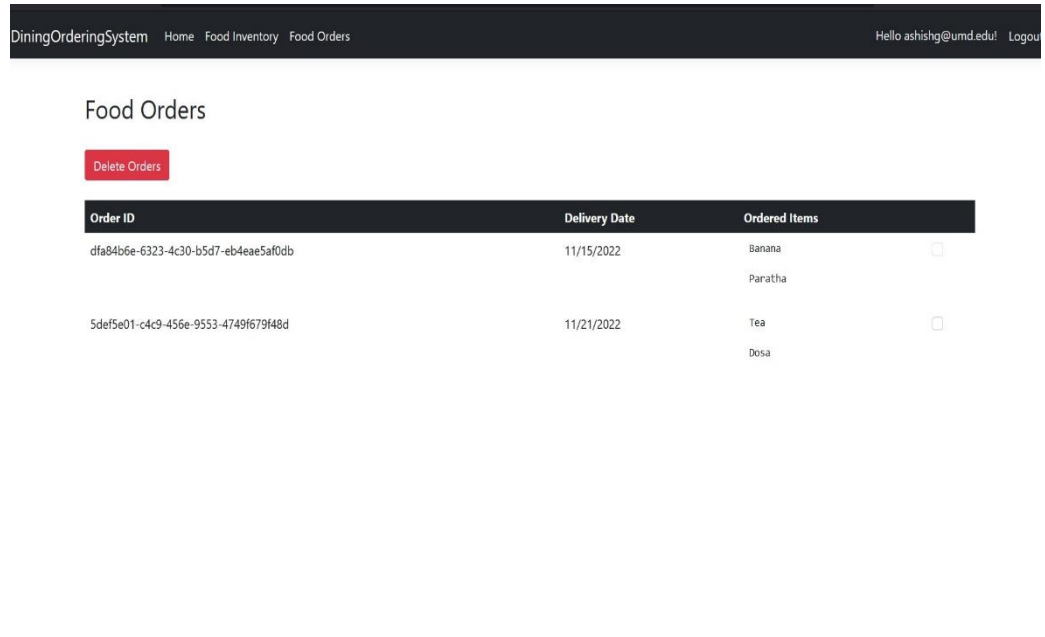 DiningOrderingSystem Home Food Inventory Food Orders Hello ashishg@umd.edu! Logout
Food Orders
Delete Orders
Order ID Delivery Date Ordered Items
dfa84b6e-6323-4c30-b5d7-eb4eae5af0db 11/15/2022 Banana
Paratha
5def5e01-c4c9-456e-9553-4749f679f48d 11/21/2022 Tea
Dosa